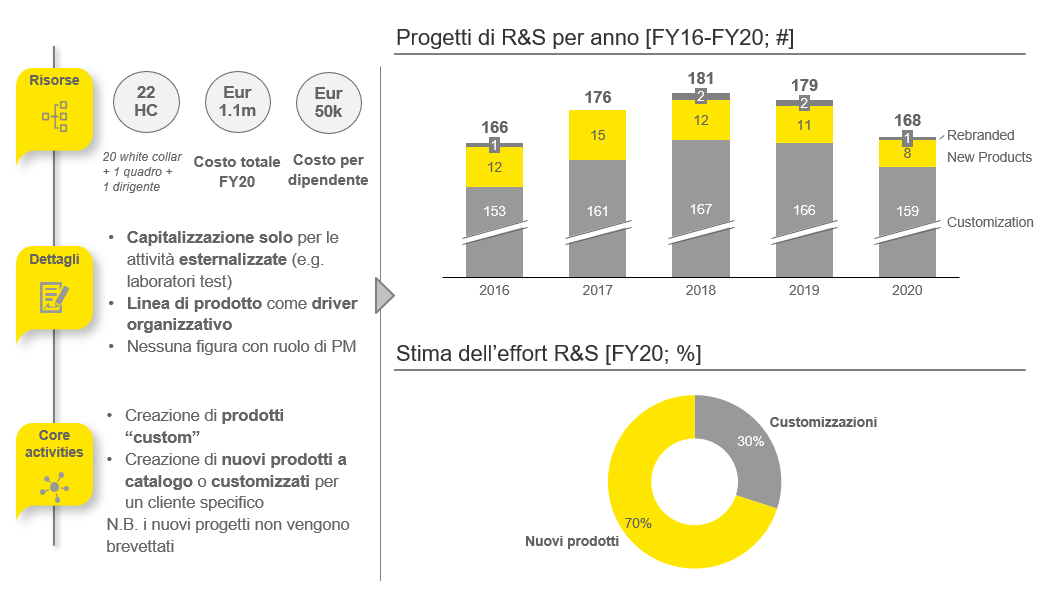 Risorse
22
HC
20 white collar
+ 1 quadro +
1 dirigente
Eur
1.1m
Costo totale
FY20
Eur
50k
Costo per
dipendente
Dettagli
• Capitalizzazione solo per le
attività esternalizzate (e.g.
laboratori test)
• Linea di prodotto come driver
organizzativo
• Nessuna figura con ruolo di PM
Core
activities
• Creazione di prodotti
“custom”
• Creazione di nuovi prodotti a
catalogo o customizzati per
un cliente specifico
N.B. i nuovi progetti non vengono
brevettati
Progetti di R&S per anno [FY16-FY20; #]
166
1
12
153
2016
176
15
161
2017
181
2
12
167
2018
179
2
11
166
2019
168
1
8
159
2020
Rebranded
New Products
Customization
Stima dell’effort R&S [FY20; %]
Customizzazioni
30%
70%
Nuovi prodotti